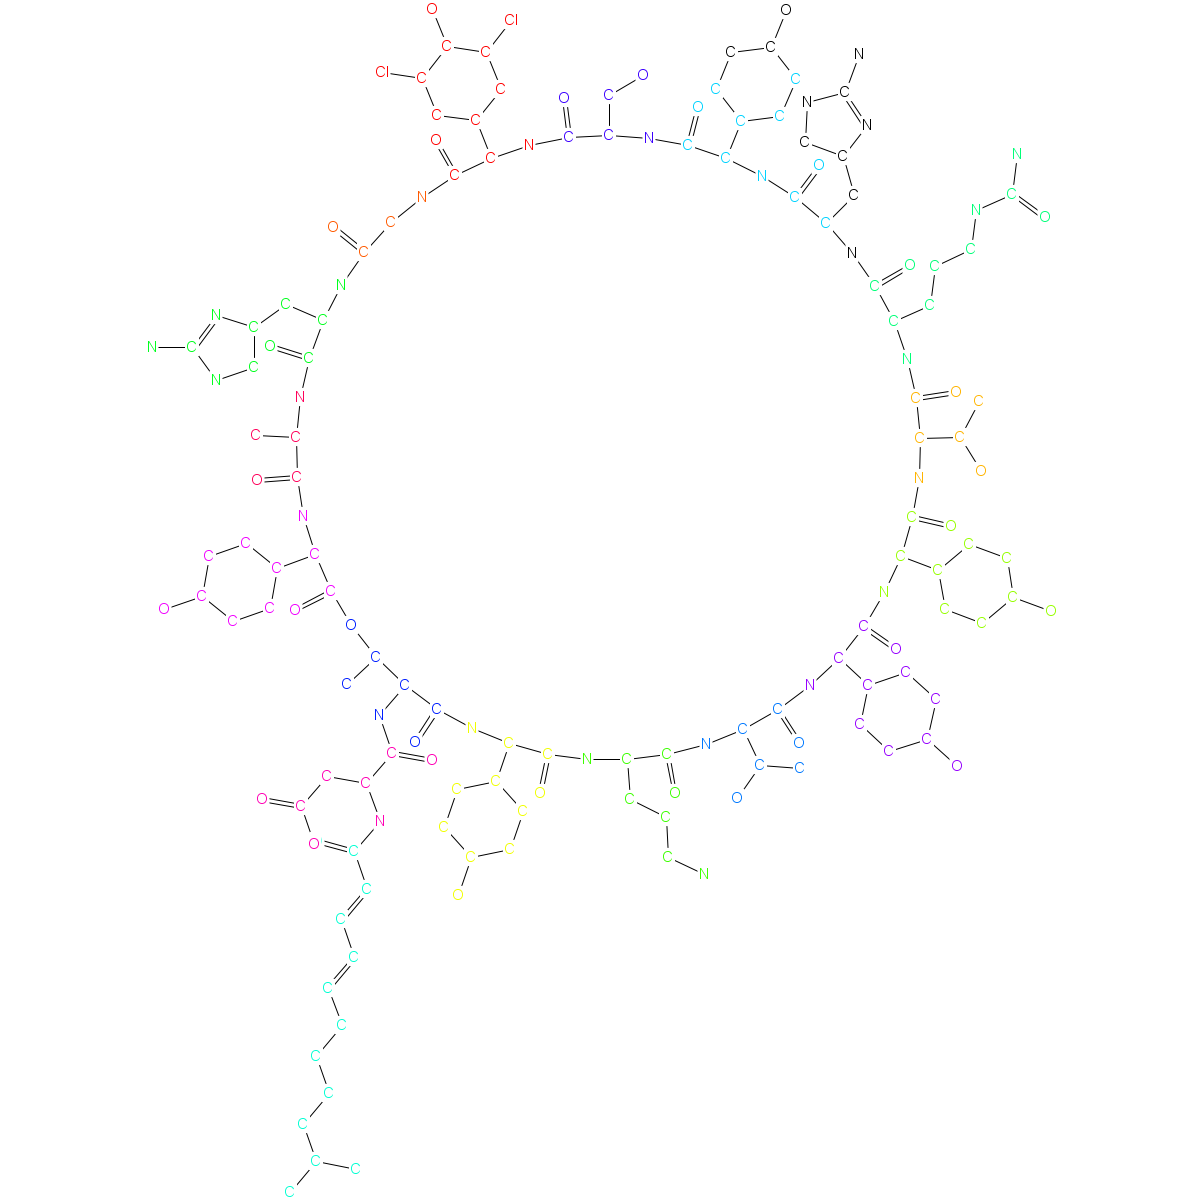 O O
Cl
C C C C N
Cl C O C
C O C C C
O N
C C C C N
O N C C N C C
C C C N
C N O
N C C C
C C N O
O
C N C
O C
N C
C C
N C C C
N C O C N
C
N
N C O C
C C C C
O C N O
N C O
C C C C C C
C C
C C N C
O C O C O
C O C C
C C O
C
C C N C
C
N C C
N C C
O C N O C
C O C N C C C
C C O
C C C
O C O C O O
C C C
N C
O C C C C
N
C O
C
C
C
C
C
C
C
C C
C